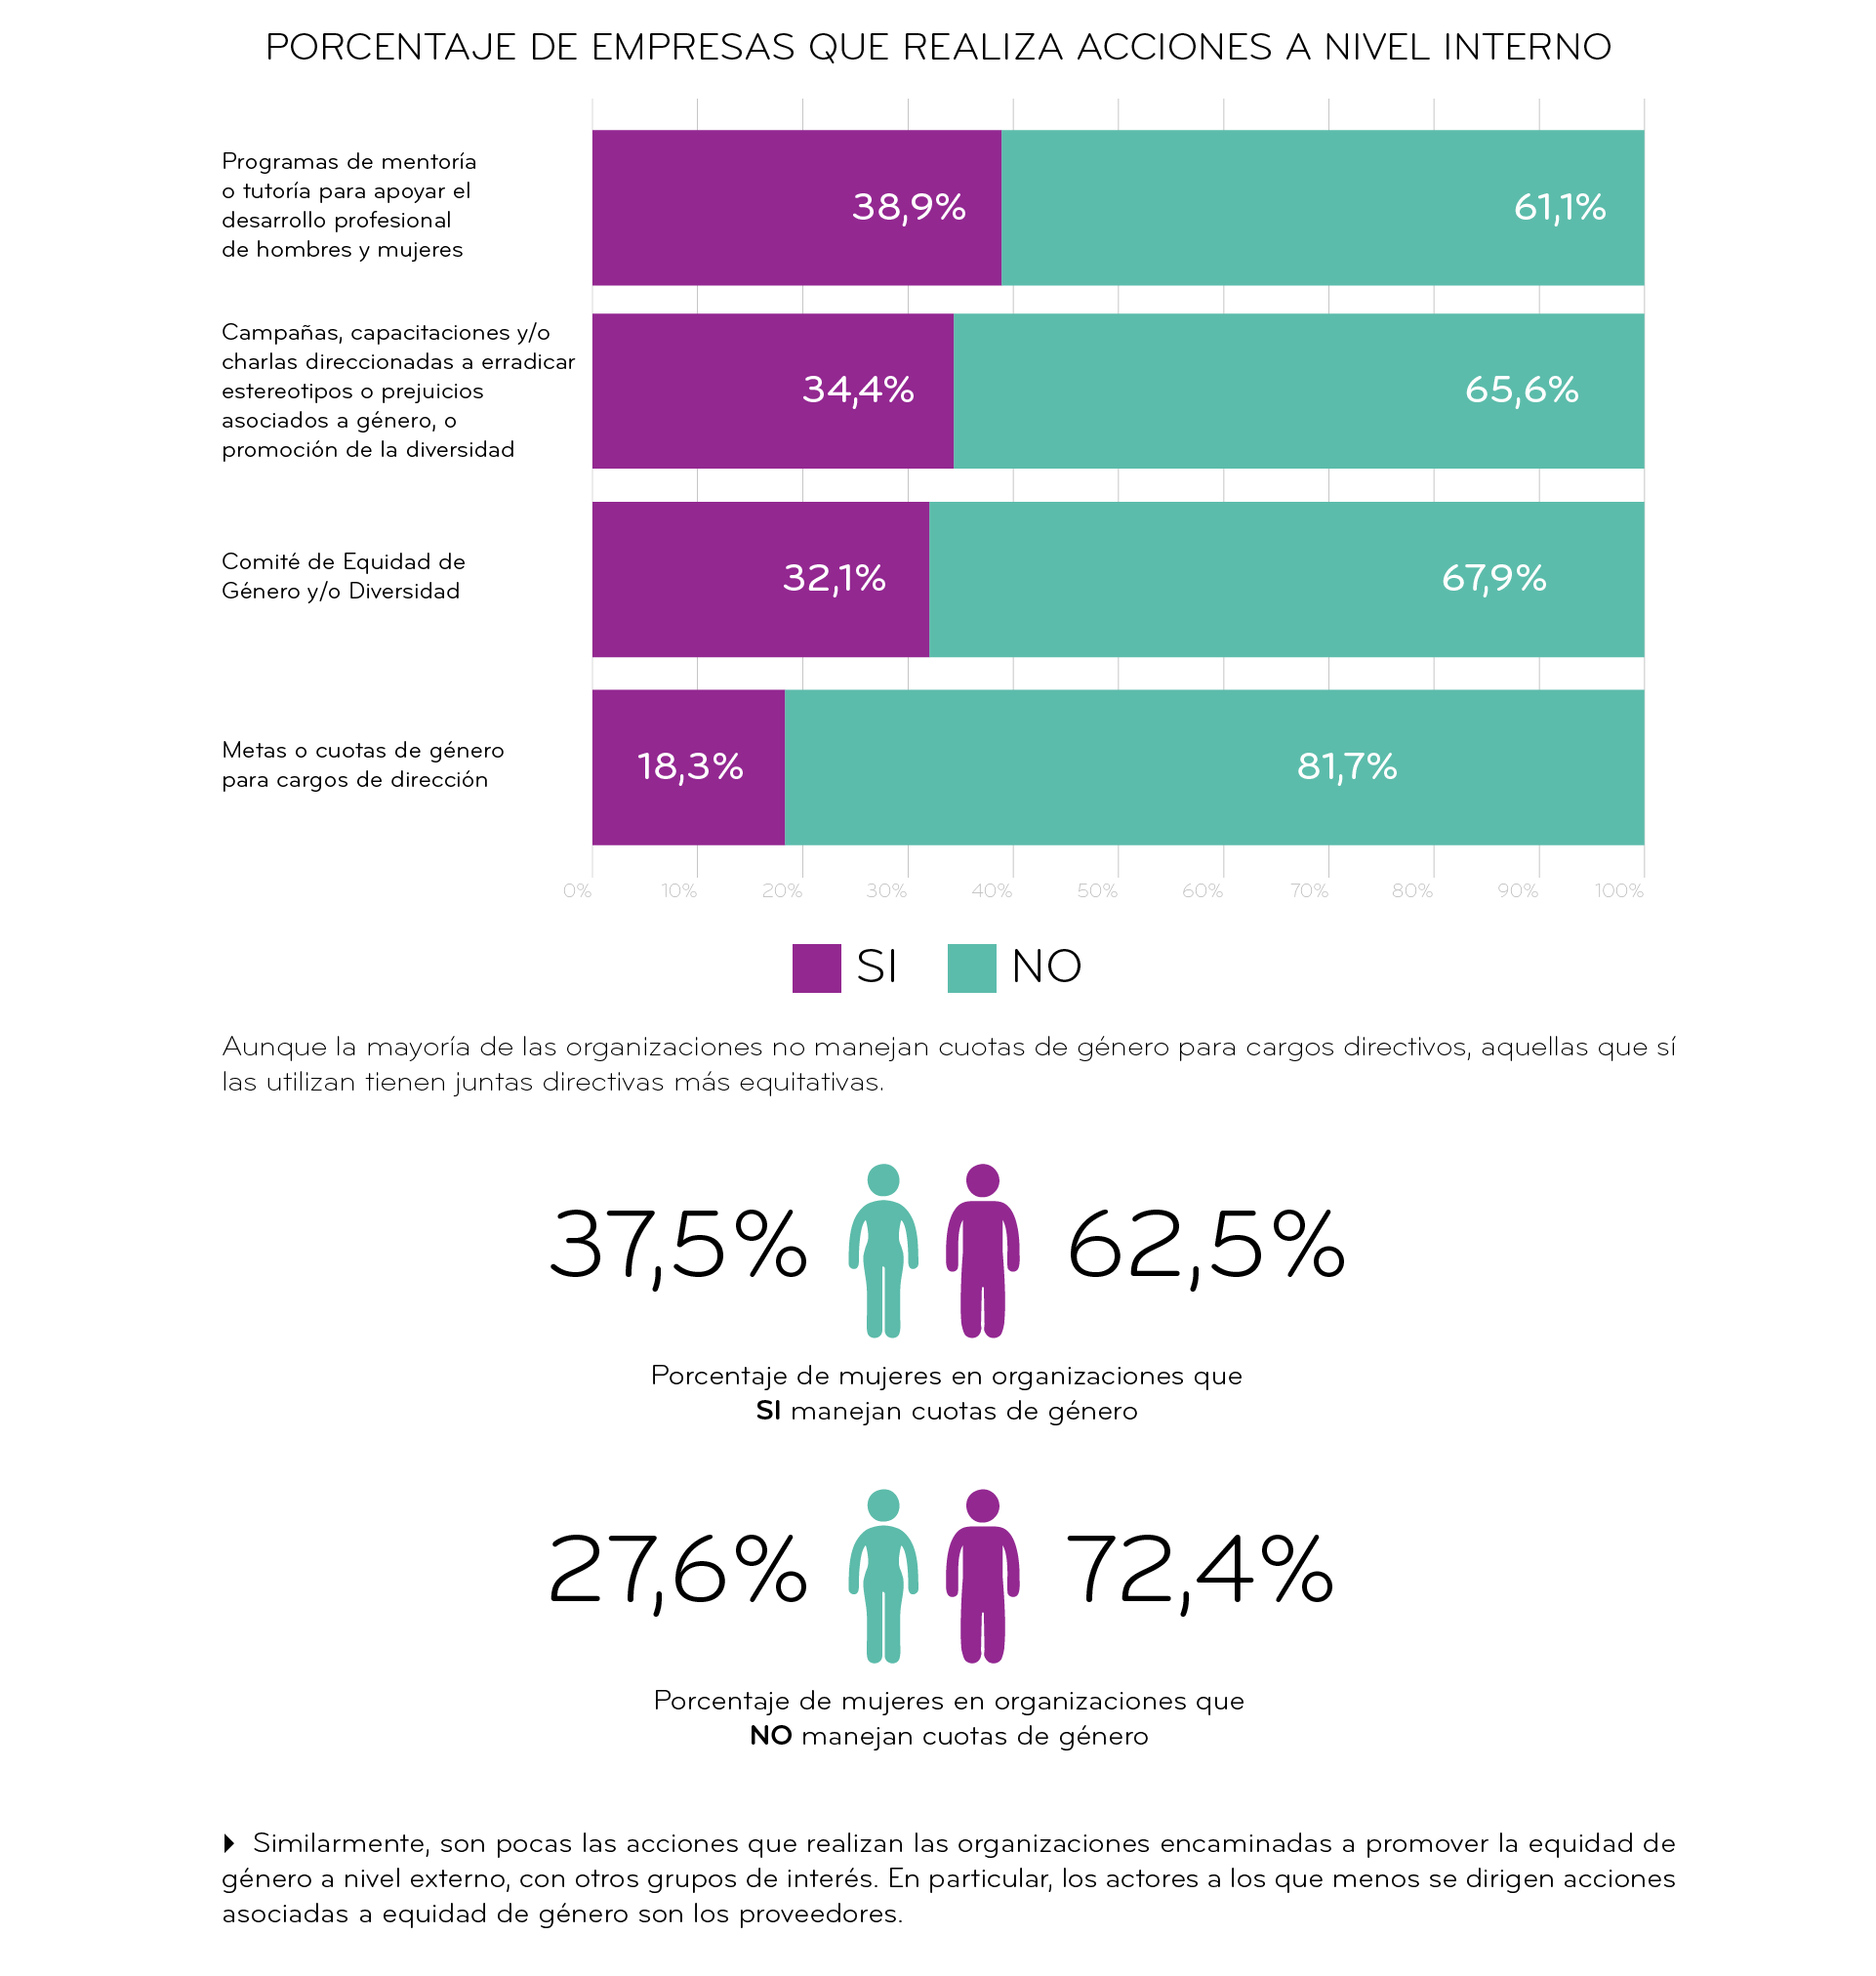 PORCENTAJE DE EMPRESAS QUE REALIZA ACCIONES A NIVEL INTERNO
Programas de mentoría
o tutoría para apoyar el
desarrollo profesional
de hombres y mujeres
38,9%
61,1%
Campañas, capacitaciones y/o
charlas direccionadas a erradicar
estereotipos o prejuicios
asociados a género, o
promoción de la diversidad
34,4%
65,6%
Comité de Equidad de
Género y/o Diversidad
32,1%
67,9%
Metas o cuotas de género
para cargos de dirección
18,3%
81,7%
0% 10% 20% 30% 40% 50% 60% 70% 80% 90% 100%
SI NO
Aunque la mayoría de las organizaciones no manejan cuotas de género para cargos directivos, aquellas que sí
las utilizan tienen juntas directivas más equitativas.
37,5% 62,5%
Porcentaje de mujeres en organizaciones que
SI manejan cuotas de género
27,6% 72,4%
Porcentaje de mujeres en organizaciones que
NO manejan cuotas de género
Similarmente, son pocas las acciones que realizan las organizaciones encaminadas a promover la equidad de
género a nivel externo, con otros grupos de interés. En particular, los actores a los que menos se dirigen acciones
asociadas a equidad de género son los proveedores.